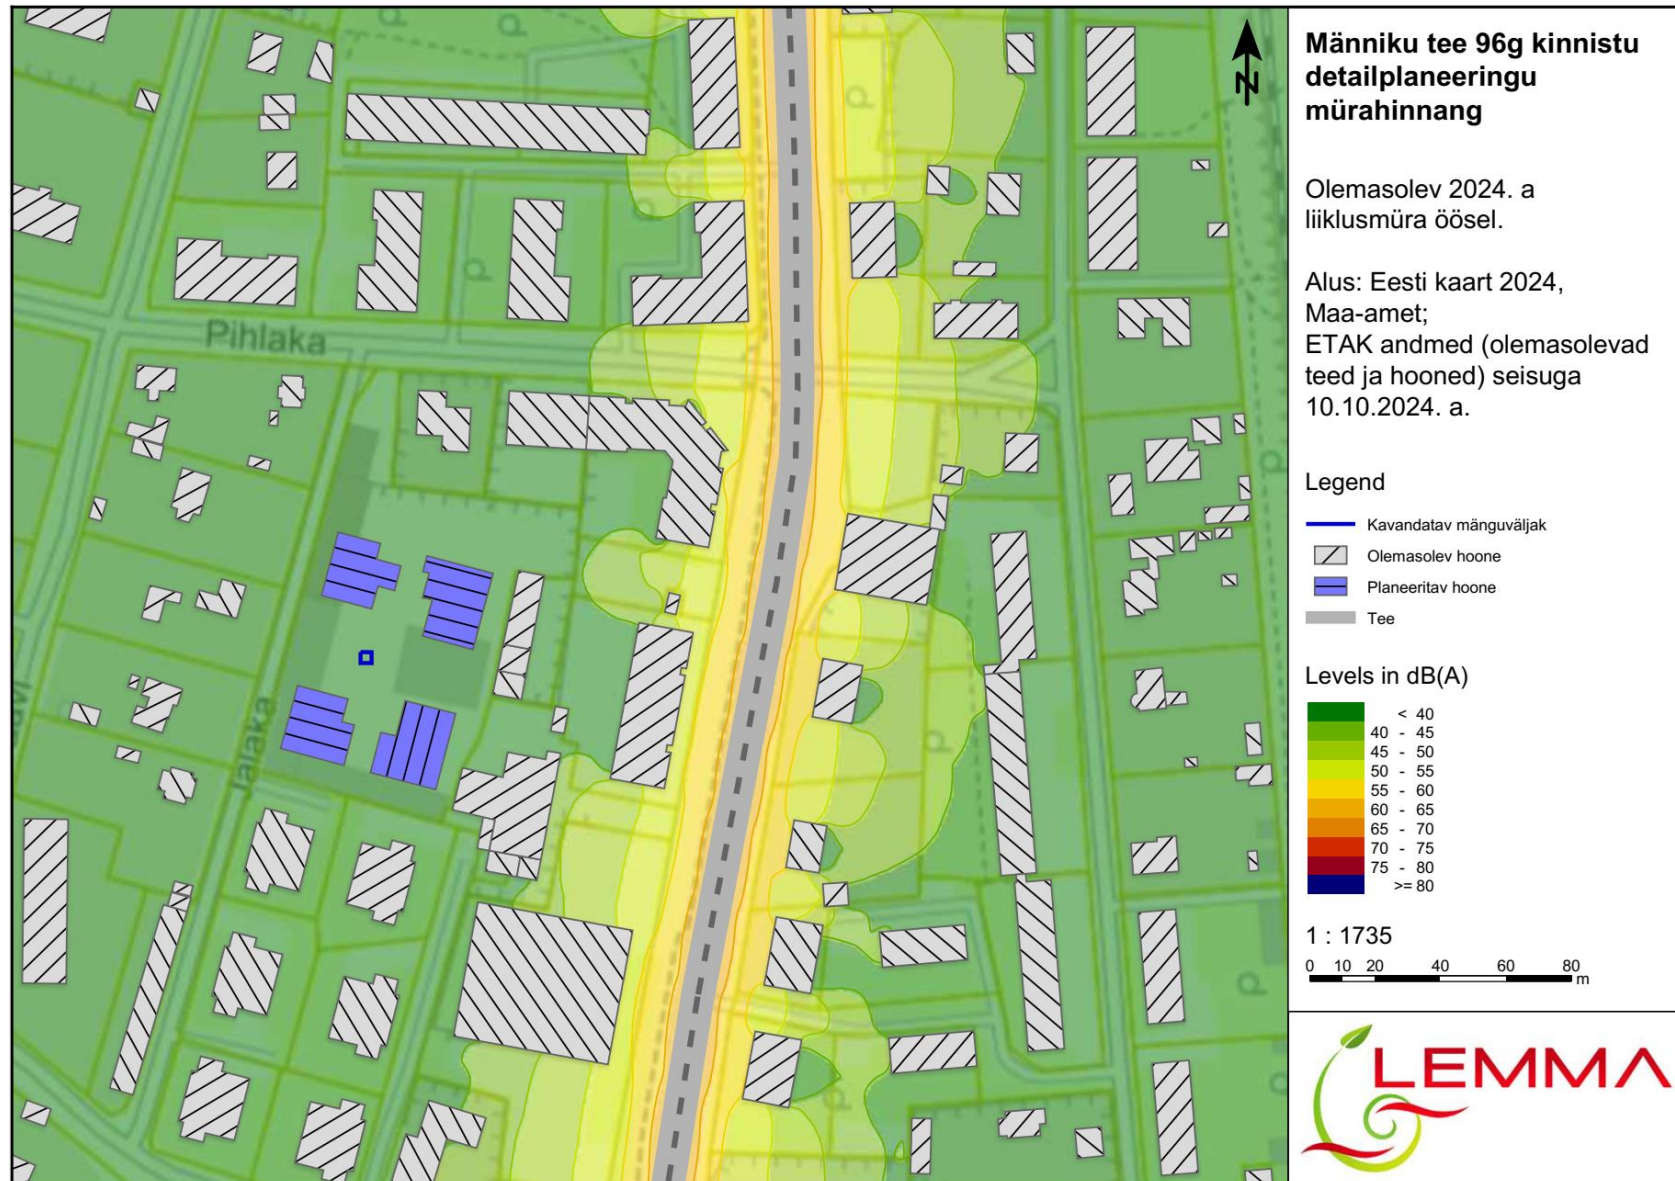 Männiku tee 96g kinnistu
detailplaneeringu
mürahinnang
Olemasolev 2024. a
liiklusmüra öösel.
Alus: Eesti kaart 2024,
Maa-amet;
ETAK andmed (olemasolevad
teed ja hooned) seisuga
10.10.2024. a.
Legend
Kavandatav mänguväljak
Olemasolev hoone
Planeeritav hoone
Tee
Levels in dB(A)
< 40
40 - 45
45 - 50
50 - 55
55 - 60
60 - 65
65 - 70
70 - 75
75 - 80
>= 80
1 : 1735
0 10 20 40 60 80
m
LEMMA
N
Pihlaka
Jalaka
P
P
P
P
P
P
P
P
P